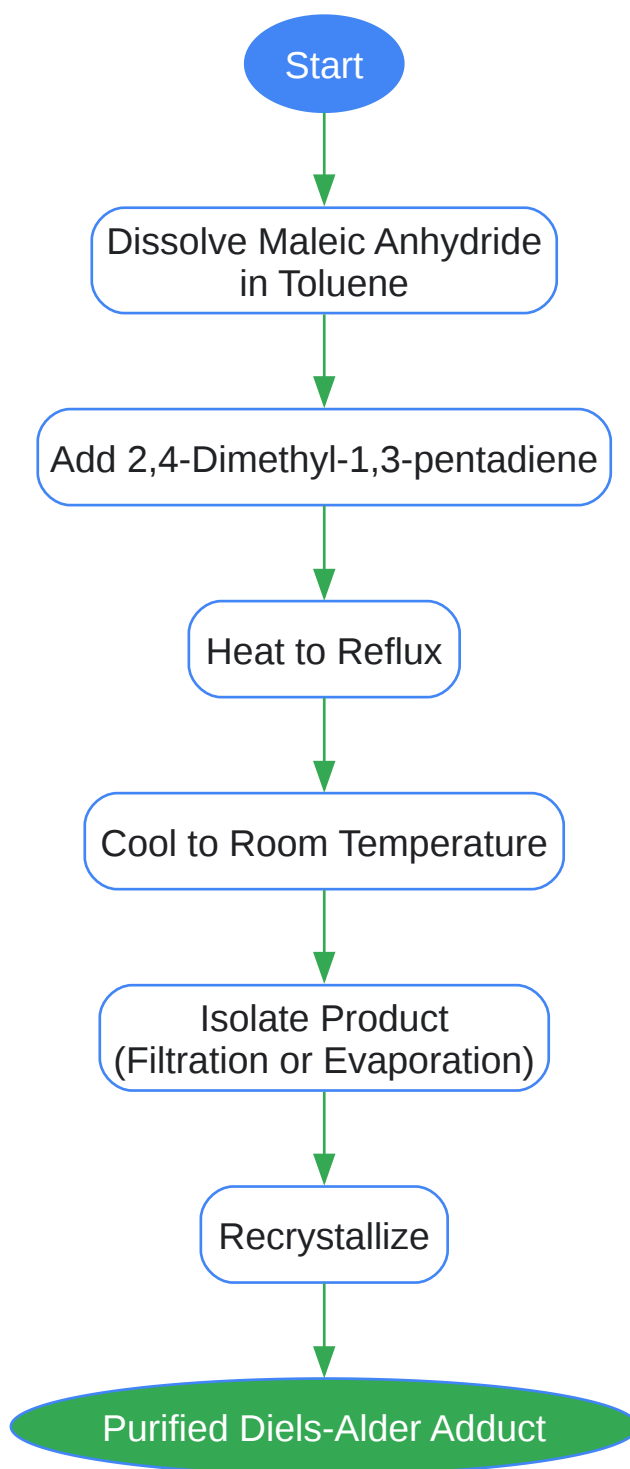 Start
Dissolve Maleic Anhydride
in Toluene
Add 2,4-Dimethyl-1,3-pentadiene
Heat to Reflux
Cool to Room Temperature
Isolate Product
(Filtration or Evaporation)
Recrystallize
Purified Diels-Alder Adduct